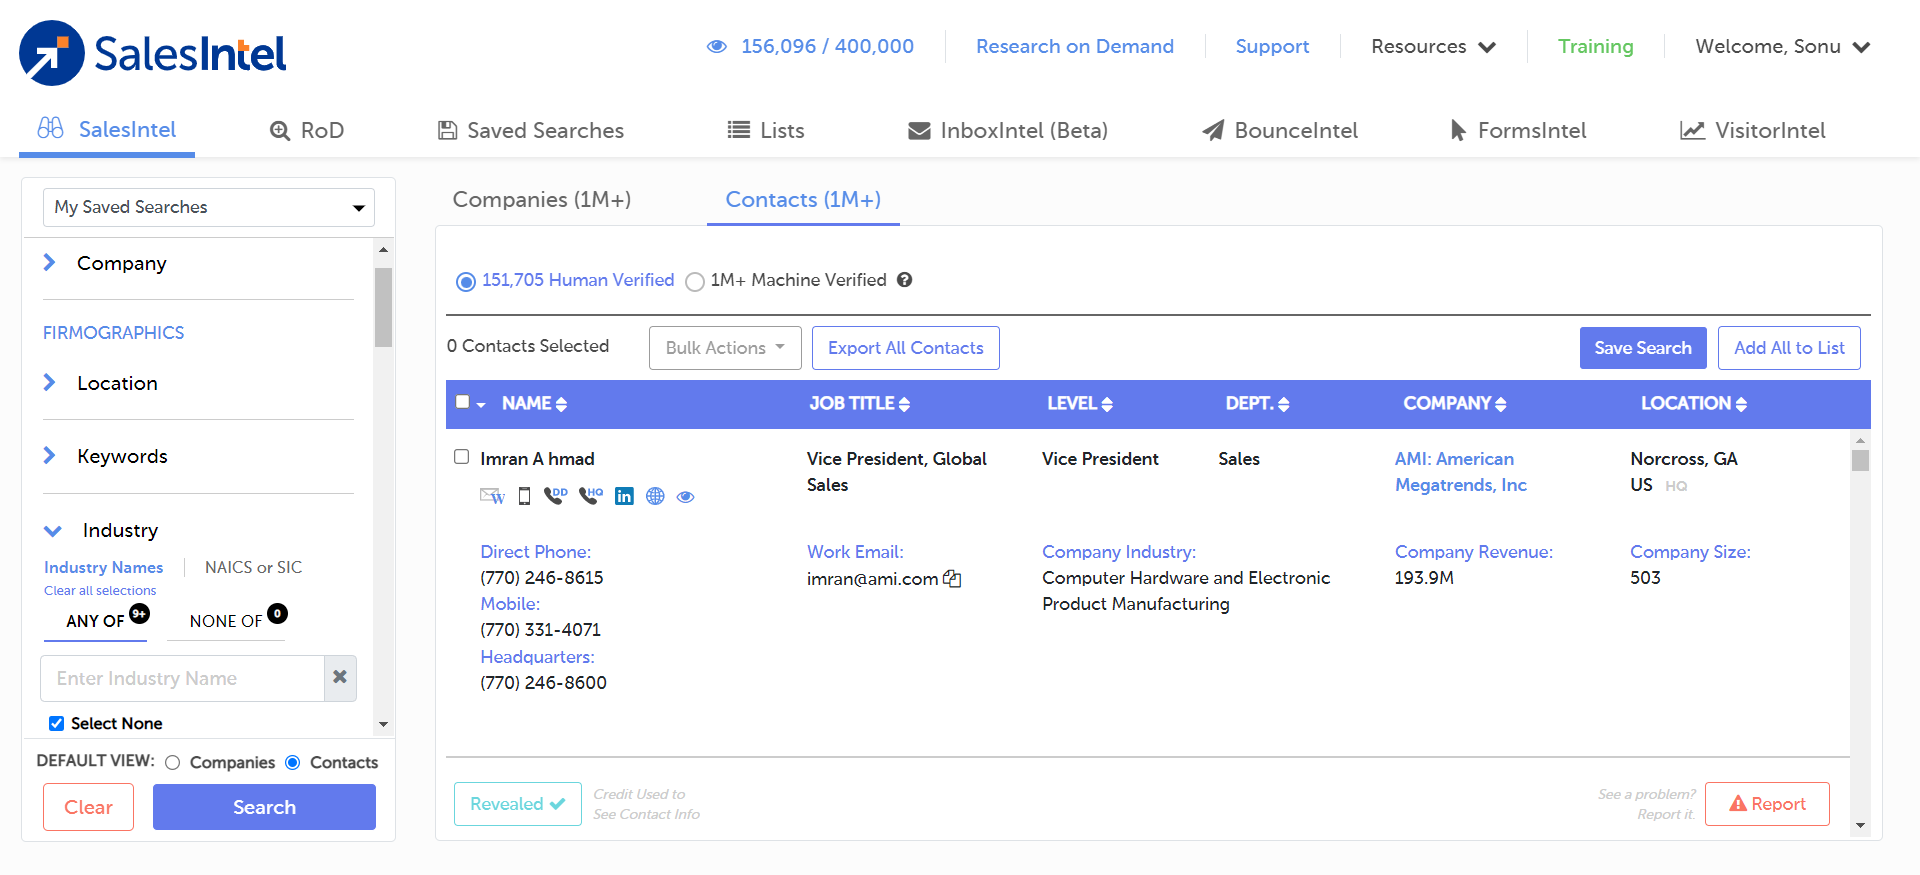 SalesIntel
156,096 / 400,000
Research on Demand
Support
Resources
Training
Welcome, Sonu
SalesIntel
RoD
Saved Searches
Lists
InboxIntel (Beta)
BounceIntel
FormsIntel
VisitorIntel
My Saved Searches
Company
FIRMOGRAPHICS
Location
Keywords
Industry
Industry Names
NAICS or SIC
Clear all selections
ANY OF 9+
NONE OF 0
Enter Industry Name
Select None
DEFAULT VIEW: Companies Contacts
Clear
Search
Companies (1M+)
Contacts (1M+)
151,705 Human Verified
1M+ Machine Verified ?
0 Contacts Selected
Bulk Actions
Export All Contacts
Save Search
Add All to List
NAME
JOB TITLE
LEVEL
DEPT.
COMPANY
LOCATION
Imran A hmad
W
DD
HQ
in
Vice President, Global
Sales
Vice President
Sales
AMI: American
Megatrends, Inc
Norcross, GA
US HQ
Direct Phone:
(770) 246-8615
Mobile:
(770) 331-4071
Headquarters:
(770) 246-8600
Work Email:
imran@ami.com
Company Industry:
Computer Hardware and Electronic
Product Manufacturing
Company Revenue:
193.9M
Company Size:
503
Revealed
Credit Used to
See Contact Info
See a problem?
Report it.
Report